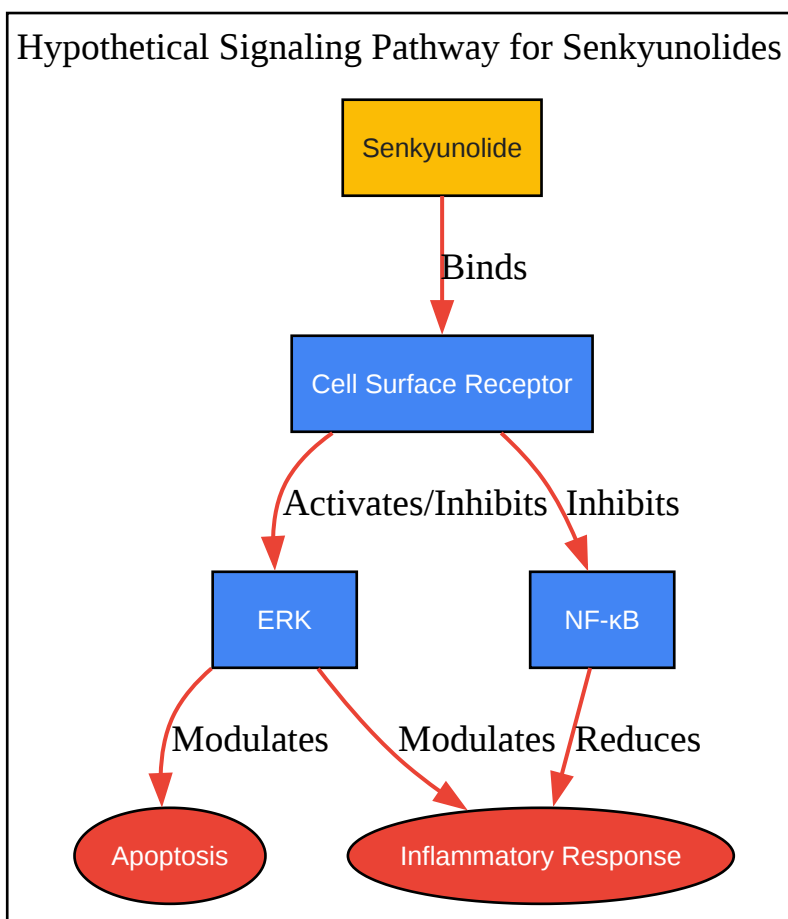 Hypothetical Signaling Pathway for Senkyunolides
Senkyunolide
Binds
Cell Surface Receptor
Activates/Inhibits
Inhibits
ERK
NF-κB
Modulates
Modulates
Reduces
Apoptosis
Inflammatory Response